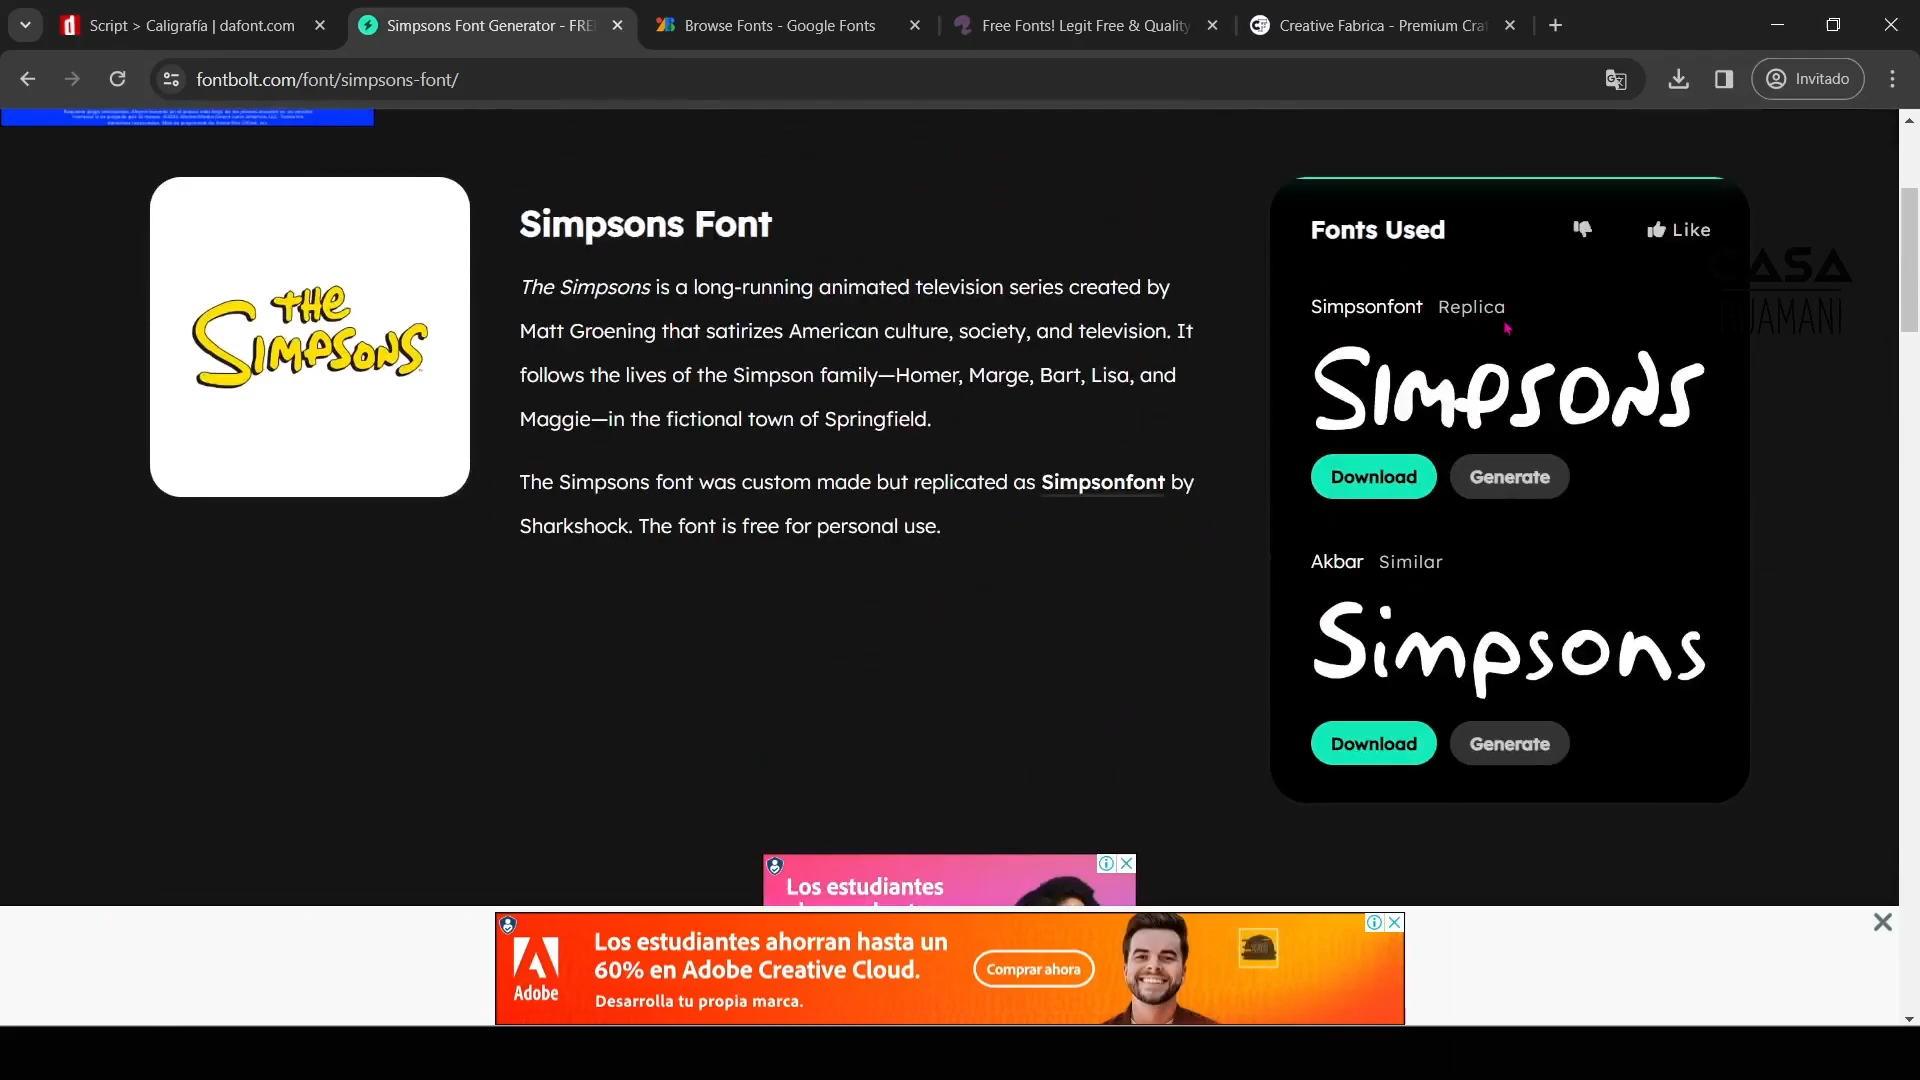 Script > Caligrafía | dafont.com
Simpsons Font Generator - FRE
Browse Fonts - Google Fonts
Free Fonts! Legit Free & Quality
Creative Fabrica - Premium Cra
fontbolt.com/font/simpsons-font/
Invitado
THE
SIMPSONS
Simpsons Font
The Simpsons is a long-running animated television series created by
Matt Groening that satirizes American culture, society, and television. It
follows the lives of the Simpson family—Homer, Marge, Bart, Lisa, and
Maggie—in the fictional town of Springfield.
The Simpsons font was custom made but replicated as Simpsonfont by
Sharkshock. The font is free for personal use.
Fonts Used
Like
CASA
HUAMANI
Simpsonfont Replica
SIMPSONS
Download
Generate
Akbar Similar
Simpsons
Download
Generate
Los estudiantes
Adobe
Los estudiantes ahorran hasta un
60% en Adobe Creative Cloud.
Desarrolla tu propia marca.
Comprar ahora